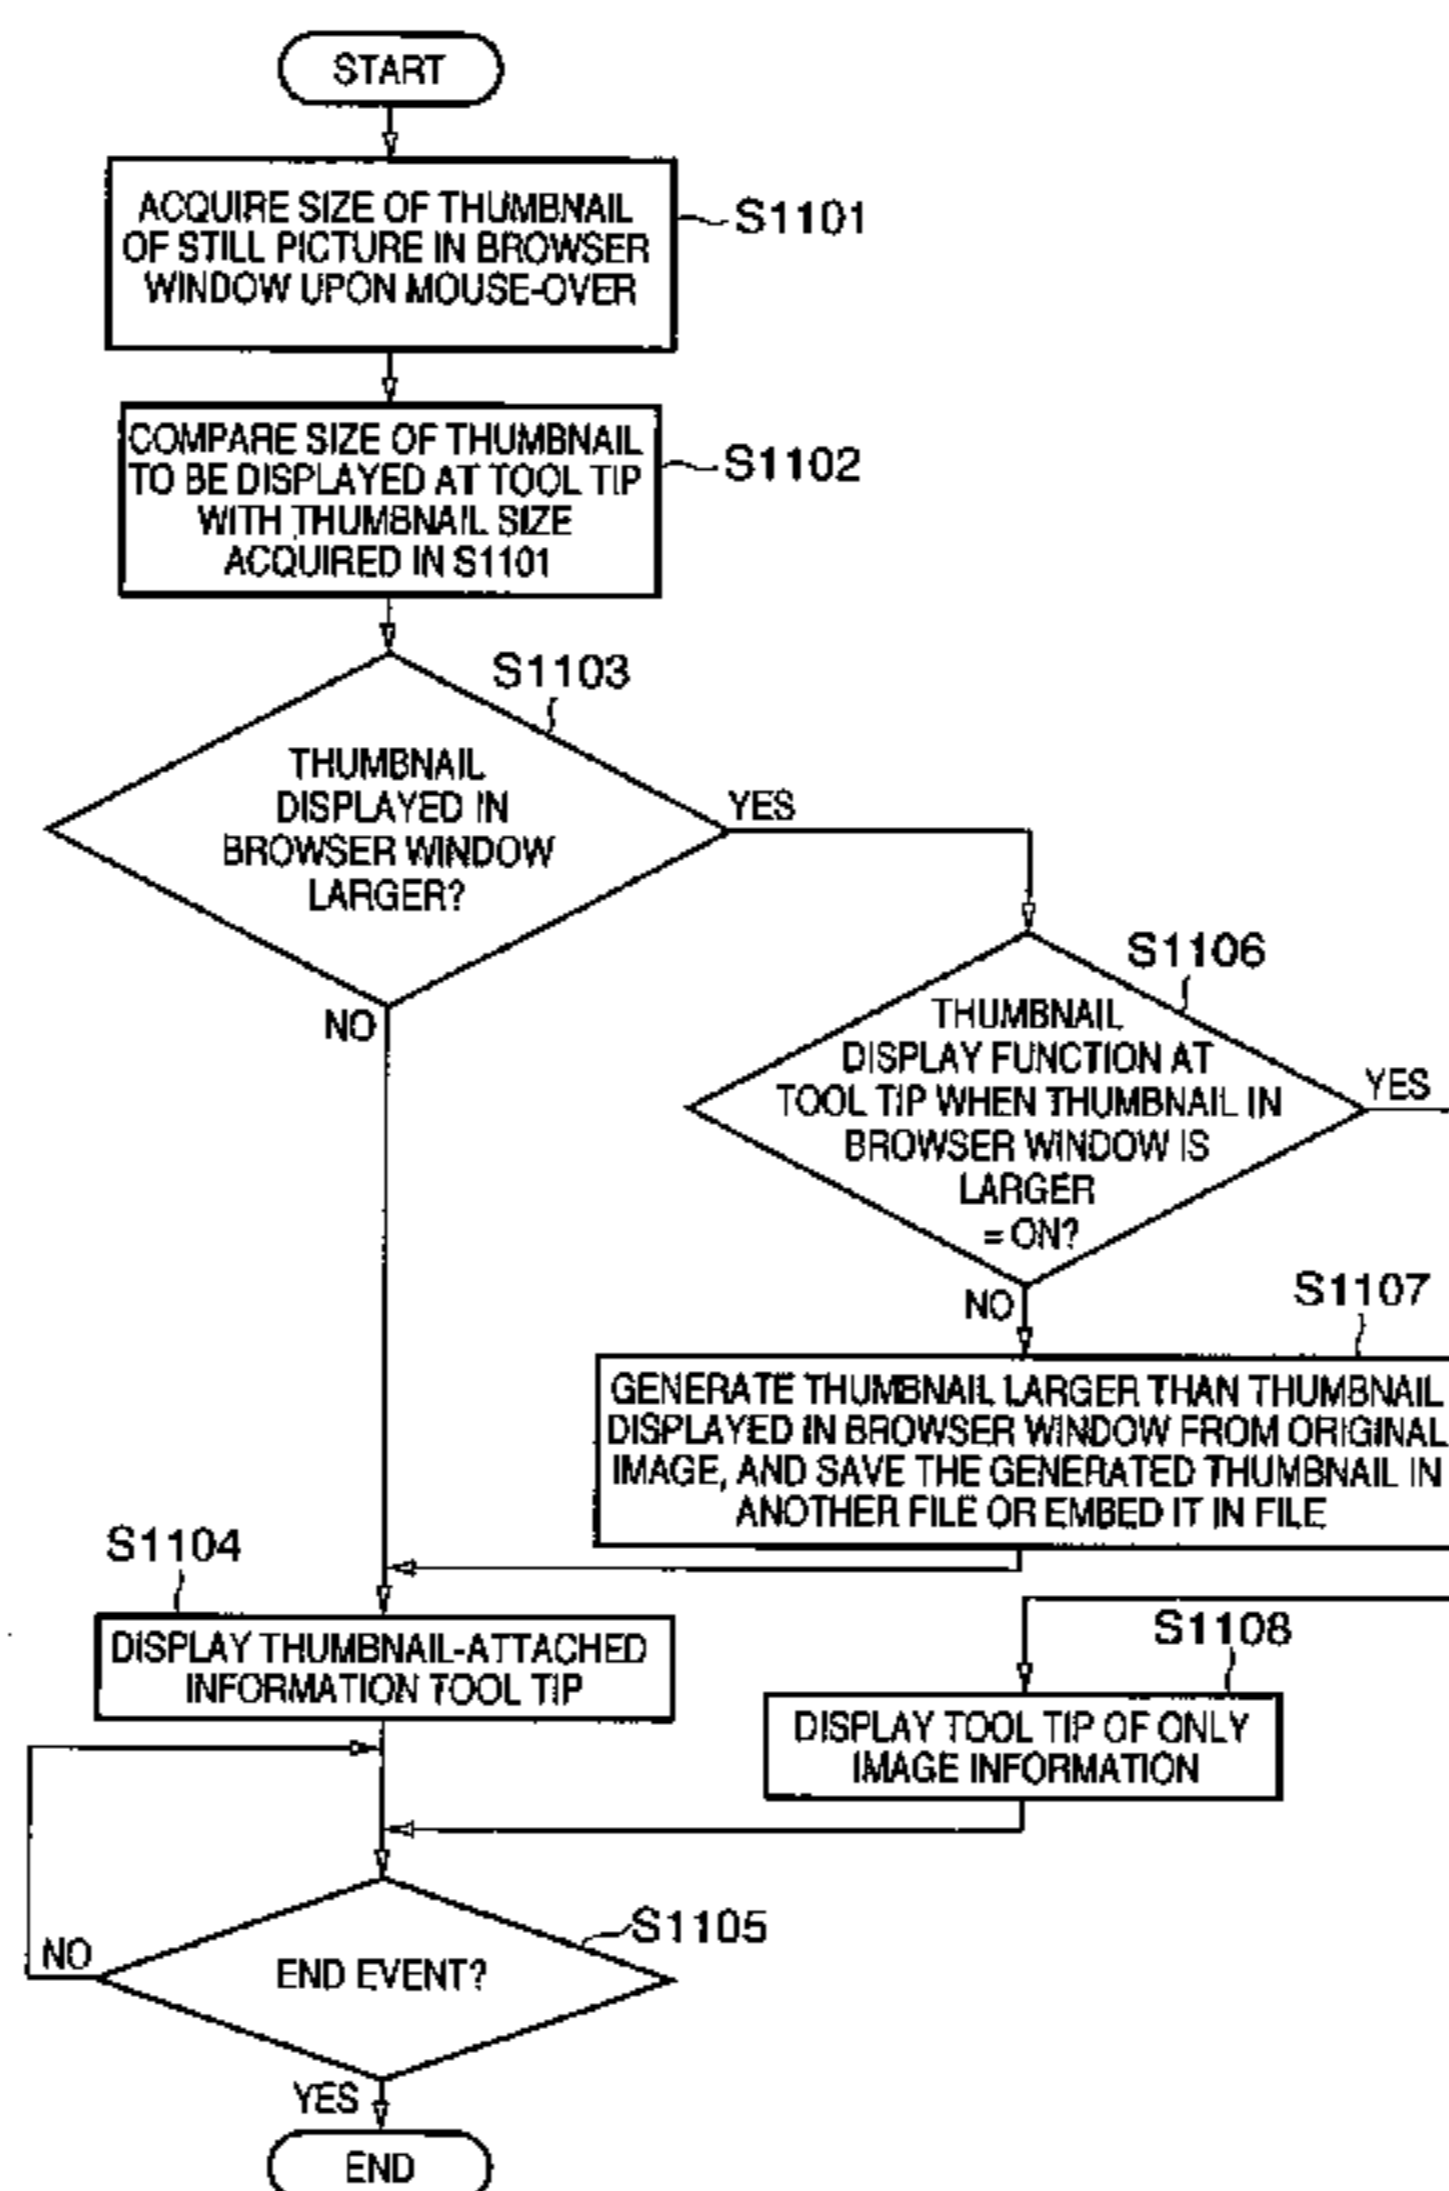 START
ACQUIRE SIZE OF THUMBNAIL
OF STILL PICTURE IN BROWSER
WINDOW UPON MOUSE-OVER
S1101
COMPARE SIZE OF THUMBNAIL
TO BE DISPLAYED AT TOOL TIP
WITH THUMBNAIL SIZE
ACQUIRED IN S1101
S1102
S1103
THUMBNAIL
DISPLAYED IN
BROWSER WINDOW
LARGER?
YES
NO
S1106
THUMBNAIL
DISPLAY FUNCTION AT
TOOL TIP WHEN THUMBNAIL IN
BROWSER WINDOW IS
LARGER
= ON?
YES
NO
S1107
GENERATE THUMBNAIL LARGER THAN THUMBNAIL
DISPLAYED IN BROWSER WINDOW FROM ORIGINAL
IMAGE, AND SAVE THE GENERATED THUMBNAIL IN
ANOTHER FILE OR EMBED IT IN FILE
S1104
DISPLAY THUMBNAIL-ATTACHED
INFORMATION TOOL TIP
S1108
DISPLAY TOOL TIP OF ONLY
IMAGE INFORMATION
S1105
END EVENT?
NO
YES
END